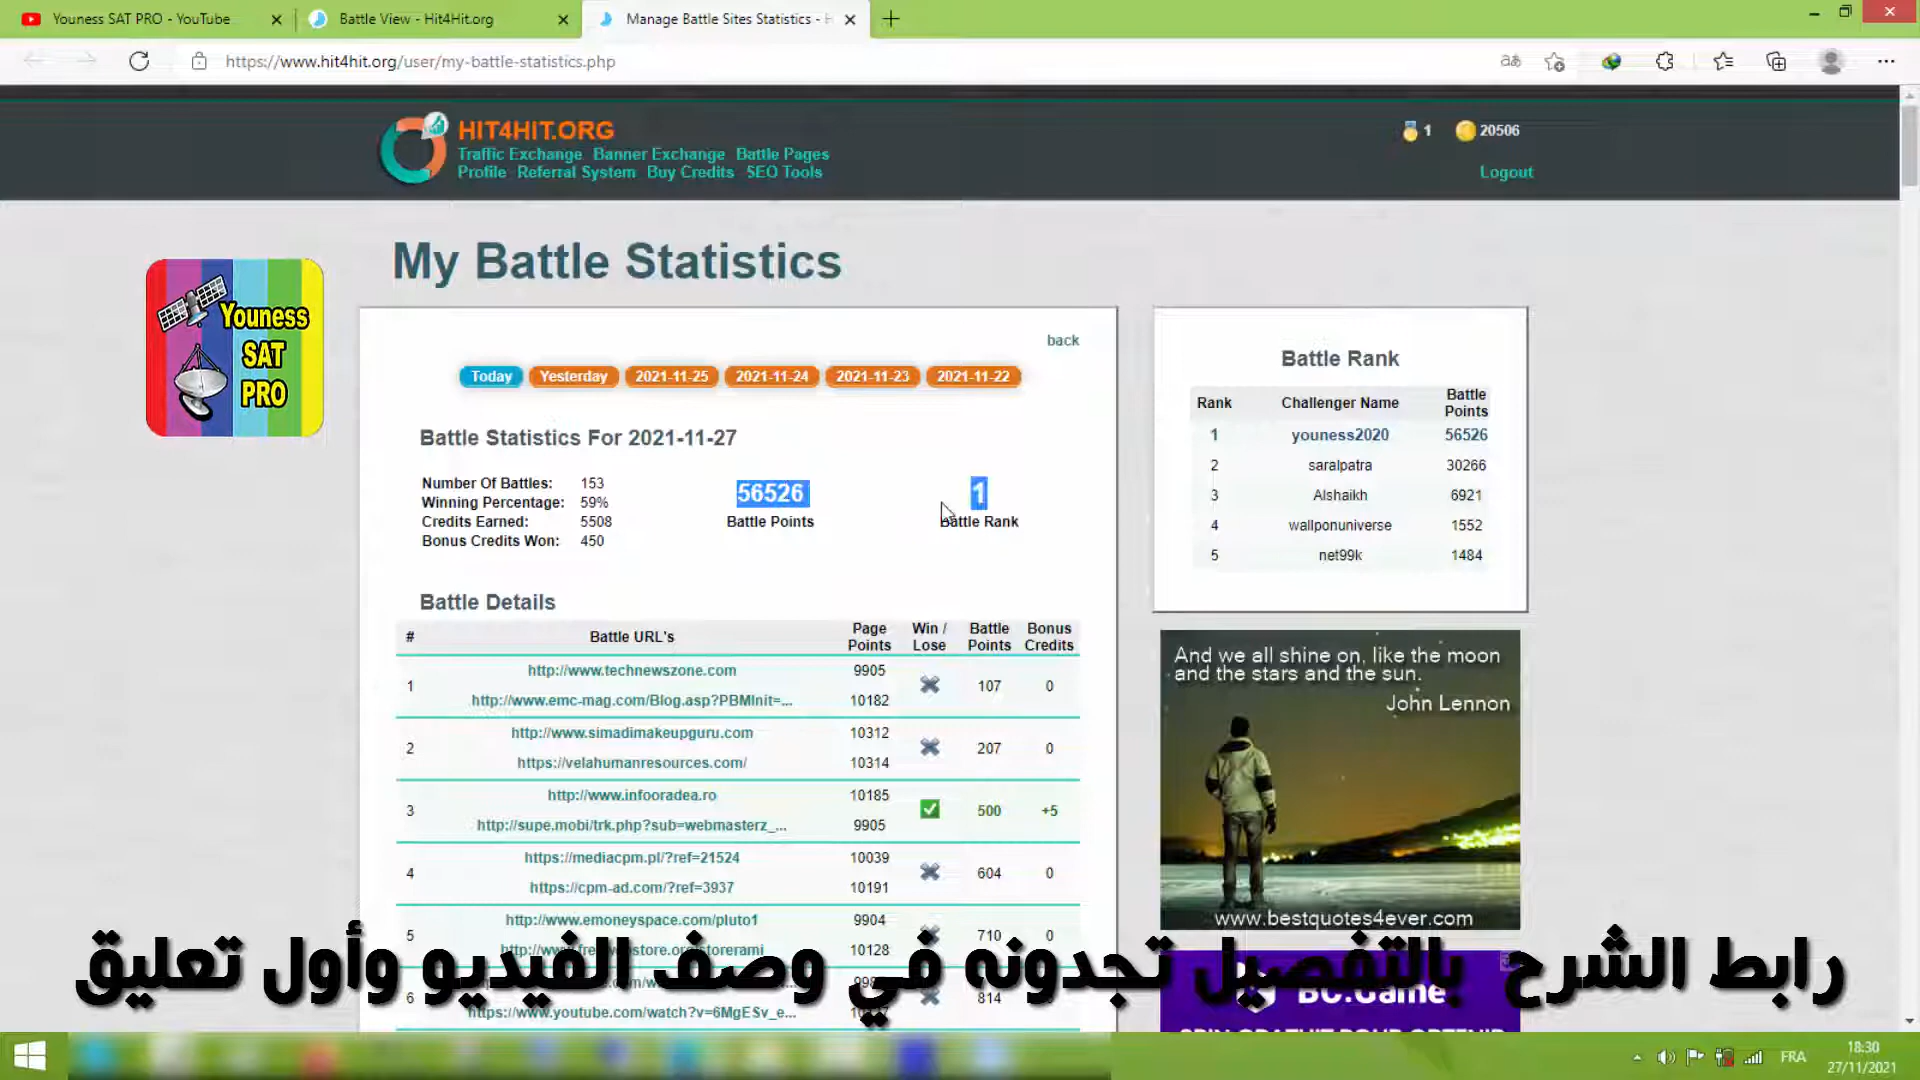 Youness SAT PRO - YouTube
Battle View - Hit4Hit.org
Manage Battle Sites Statistics -
https://www.hit4hit.org/user/my-battle-statistics.php
HIT4HIT.ORG
Traffic Exchange Banner Exchange Battle Pages
Profile Referral System Buy Credits SEO Tools
1 20506
Logout
My Battle Statistics
Youness
SAT
PRO
back
Today Yesterday 2021-11-25 2021-11-24 2021-11-23 2021-11-22
Battle Statistics For 2021-11-27
Number Of Battles: 153
Winning Percentage: 59%
Credits Earned: 5508
Bonus Credits Won: 450
56526
Battle Points
1
Battle Rank
Battle Details
# Battle URL's Page Points Win / Lose Battle Points Bonus Credits
1 http://www.technewszone.com 9905 107 0
http://www.emc-mag.com/Blog.asp?PBMInit=... 10182
2 http://www.simadimakeupguru.com 10312 207 0
https://velahumanresources.com/ 10314
3 http://www.infooradea.ro 10185 500 +5
http://supe.mobi/trk.php?sub=webmasterz_... 9905
4 https://mediacpm.pl/?ref=21524 10039 604 0
https://cpm-ad.com/?ref=3937 10191
5 http://www.emoneyspace.com/pluto1 9904 710 0
10128
6 814
https://www.youtube.com/watch?v=6MgESv_e...
Battle Rank
Rank Challenger Name Battle Points
1 youness2020 56526
2 saralpatra 30266
3 Alshaikh 6921
4 wallponuniverse 1552
5 net99k 1484
And we all shine on, like the moon
and the stars and the sun.
John Lennon
www.bestquotes4ever.com
BC.Game
رابط الشرح بالتفصيل تجدونه في وصف الفيديو وأول تعليق
FRA
18:30
27/11/2021